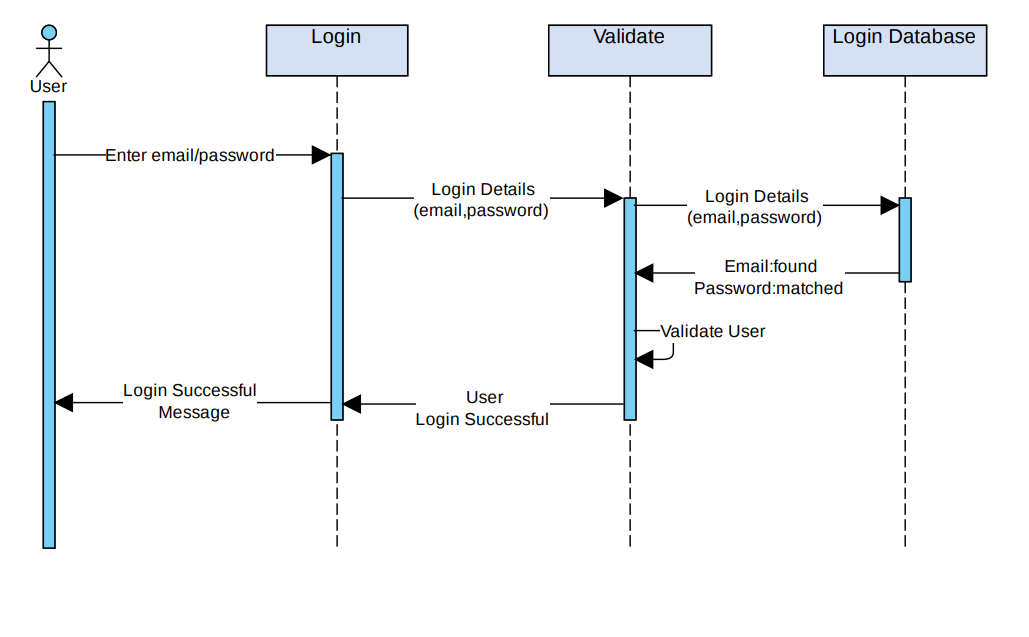 Login
Validate
Login Database
User
Enter email/password
Login Details
(email,password)
Login Details
(email,password)
Email:found
Password:matched
Validate User
Login Successful
Message
User
Login Successful